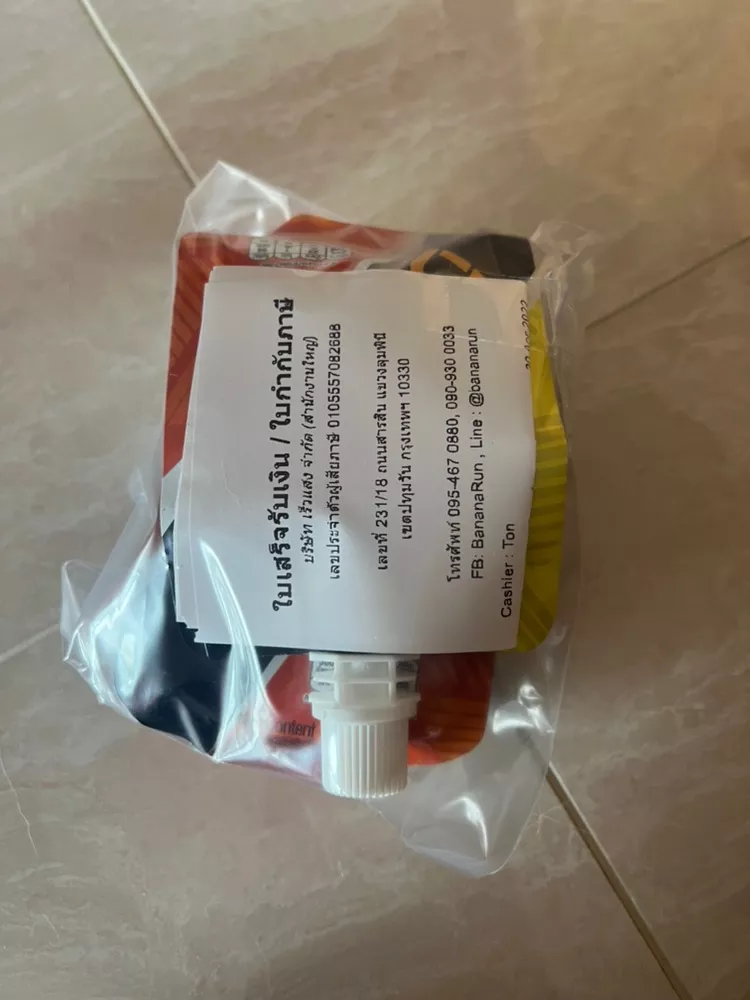 ใบเสร็จรับเงิน / ใบกำกับภาษี
บริษัท เร็วแสง จำกัด (สำนักงานใหญ่)
เลขประจำตัวผู้เสียภาษี 0105557082688
เลขที่ 231/18 ถนนสารสิน แขวงลุมพินี
เขตปทุมวัน กรุงเทพฯ 10330
โทรศัพท์ 095-467 0880, 090-930 0033
FB: BananaRun , Line : @bananarun
Cashier : Ton
2022
ontent